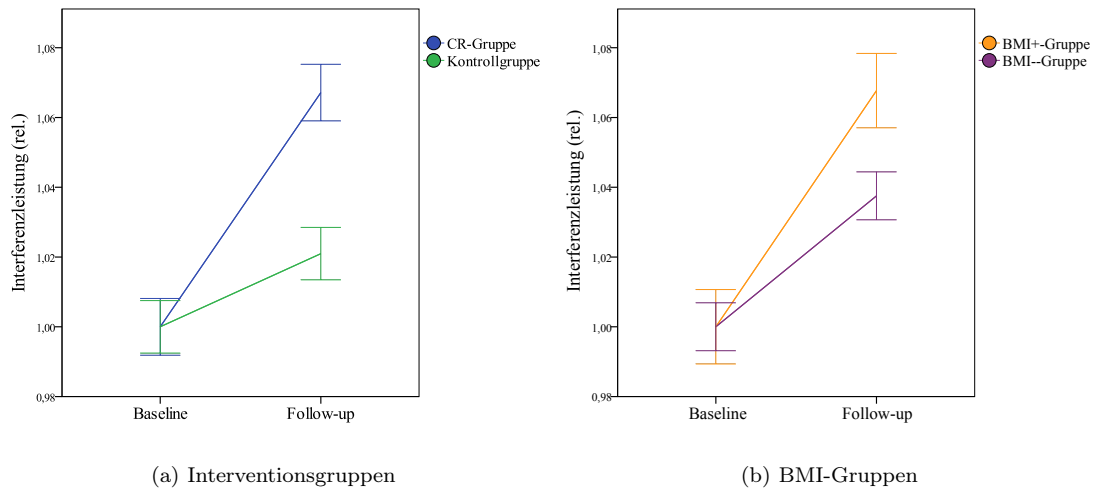 1,08
1,06
1,04
1,02
1,00
0,98
Interferenzleistung (rel.)
Baseline
Follow-up
CR-Gruppe
Kontrollgruppe
(a) Interventionsgruppen
1,08
1,06
1,04
1,02
1,00
0,98
Interferenzleistung (rel.)
Baseline
Follow-up
BMI+-Gruppe
BMI--Gruppe
(b) BMI-Gruppen